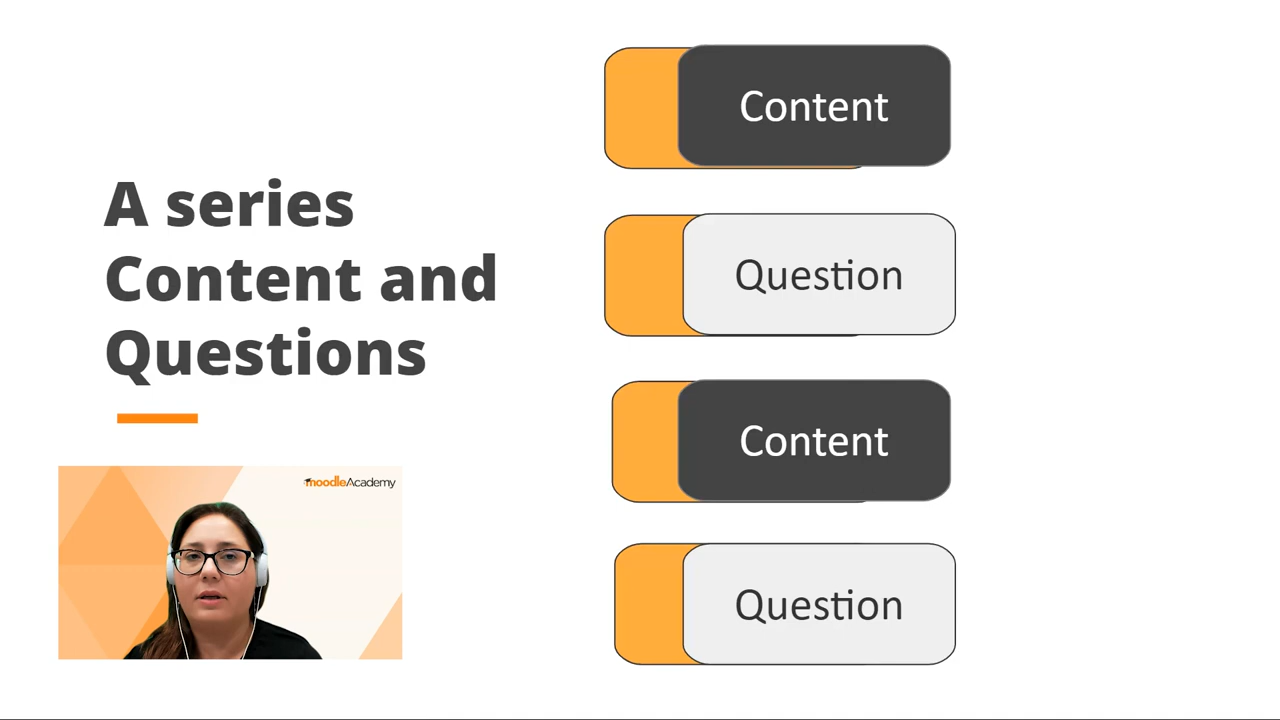 A series
Content and
Questions
moodleAcademy
Content
Question
Content
Question